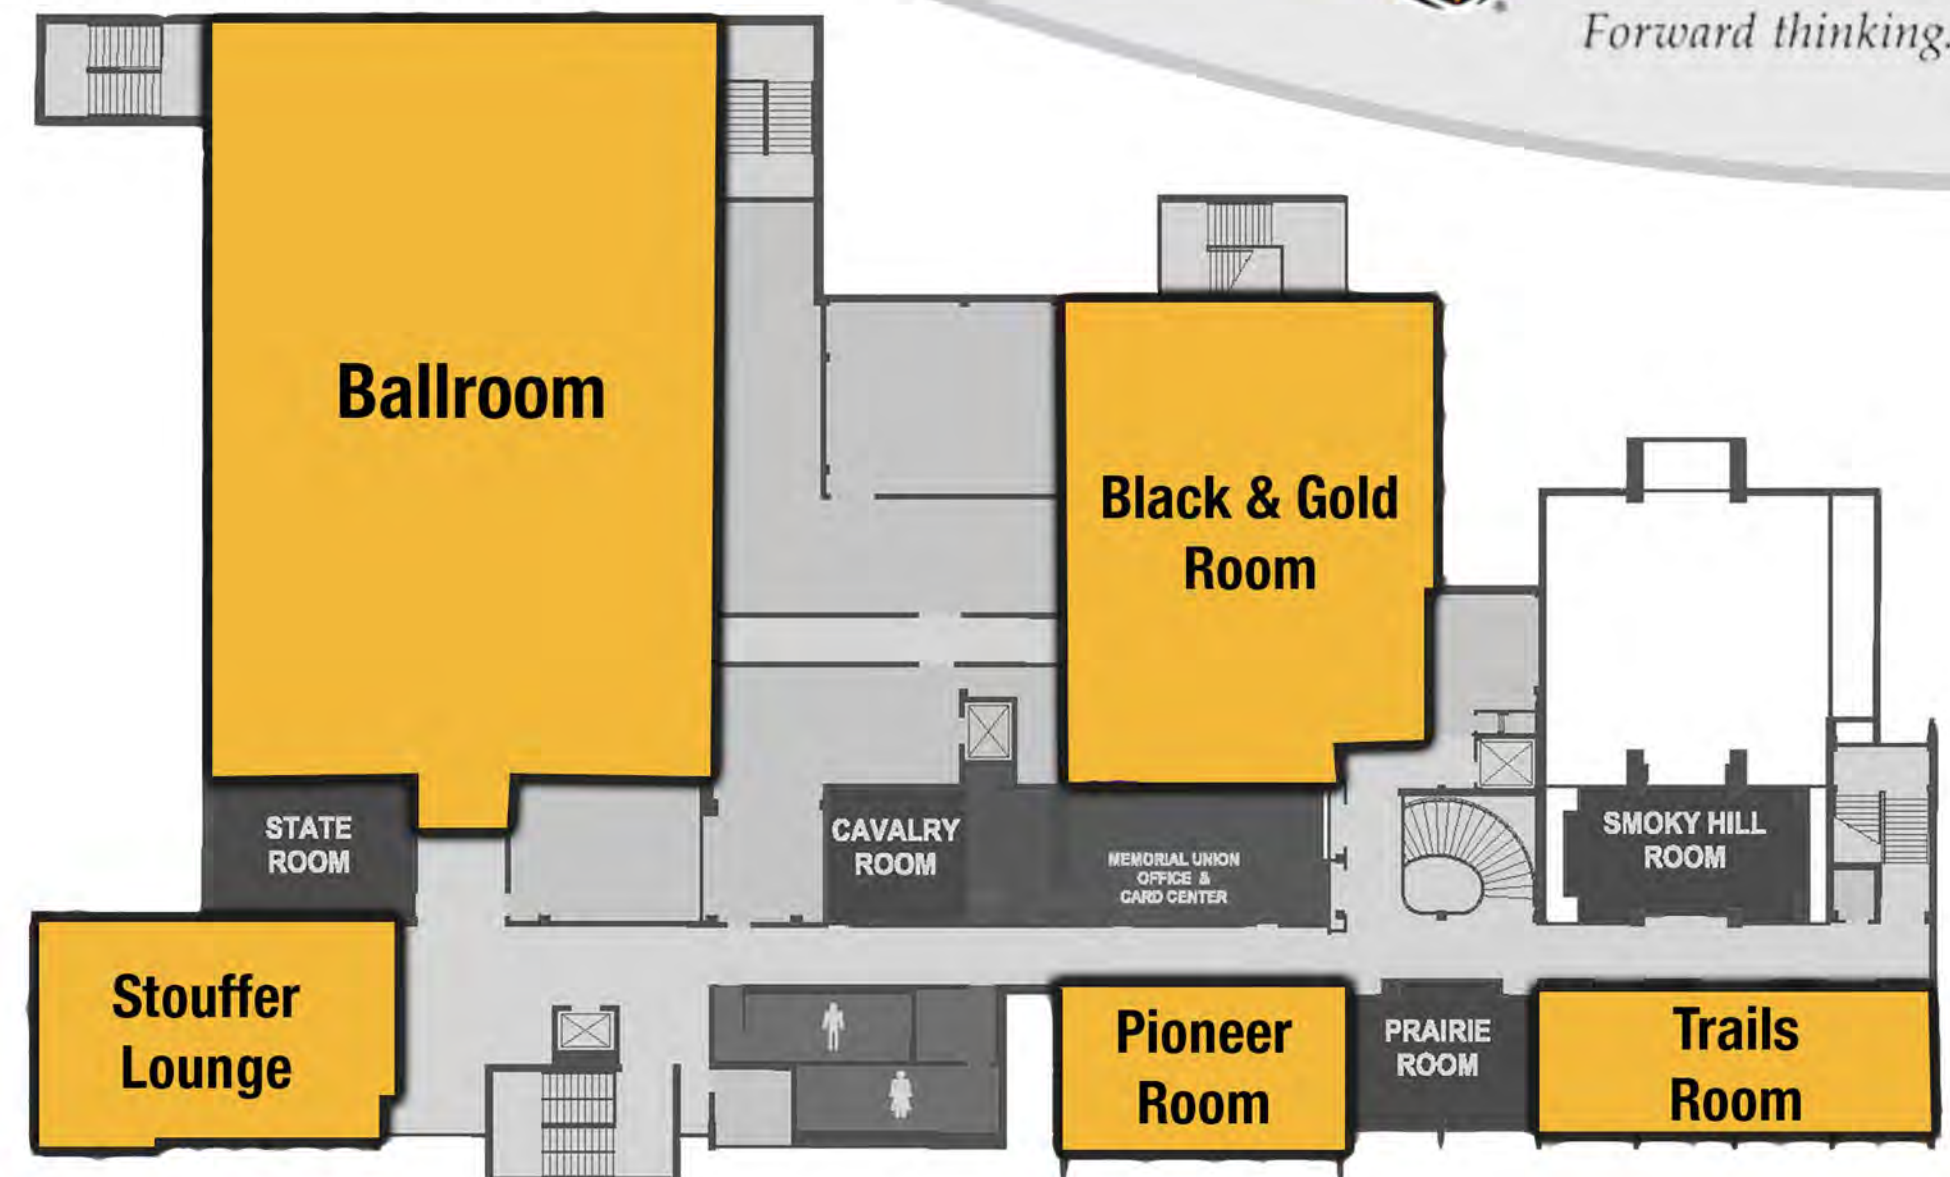 Forward thinking.
Ballroom
Black & Gold
Room
STATE
ROOM
CAVALRY
ROOM
MEMORIAL UNION
OFFICE &
CARD CENTER
SMOKY HILL
ROOM
Stouffer
Lounge
Pioneer
Room
PRAIRIE
ROOM
Trails
Room